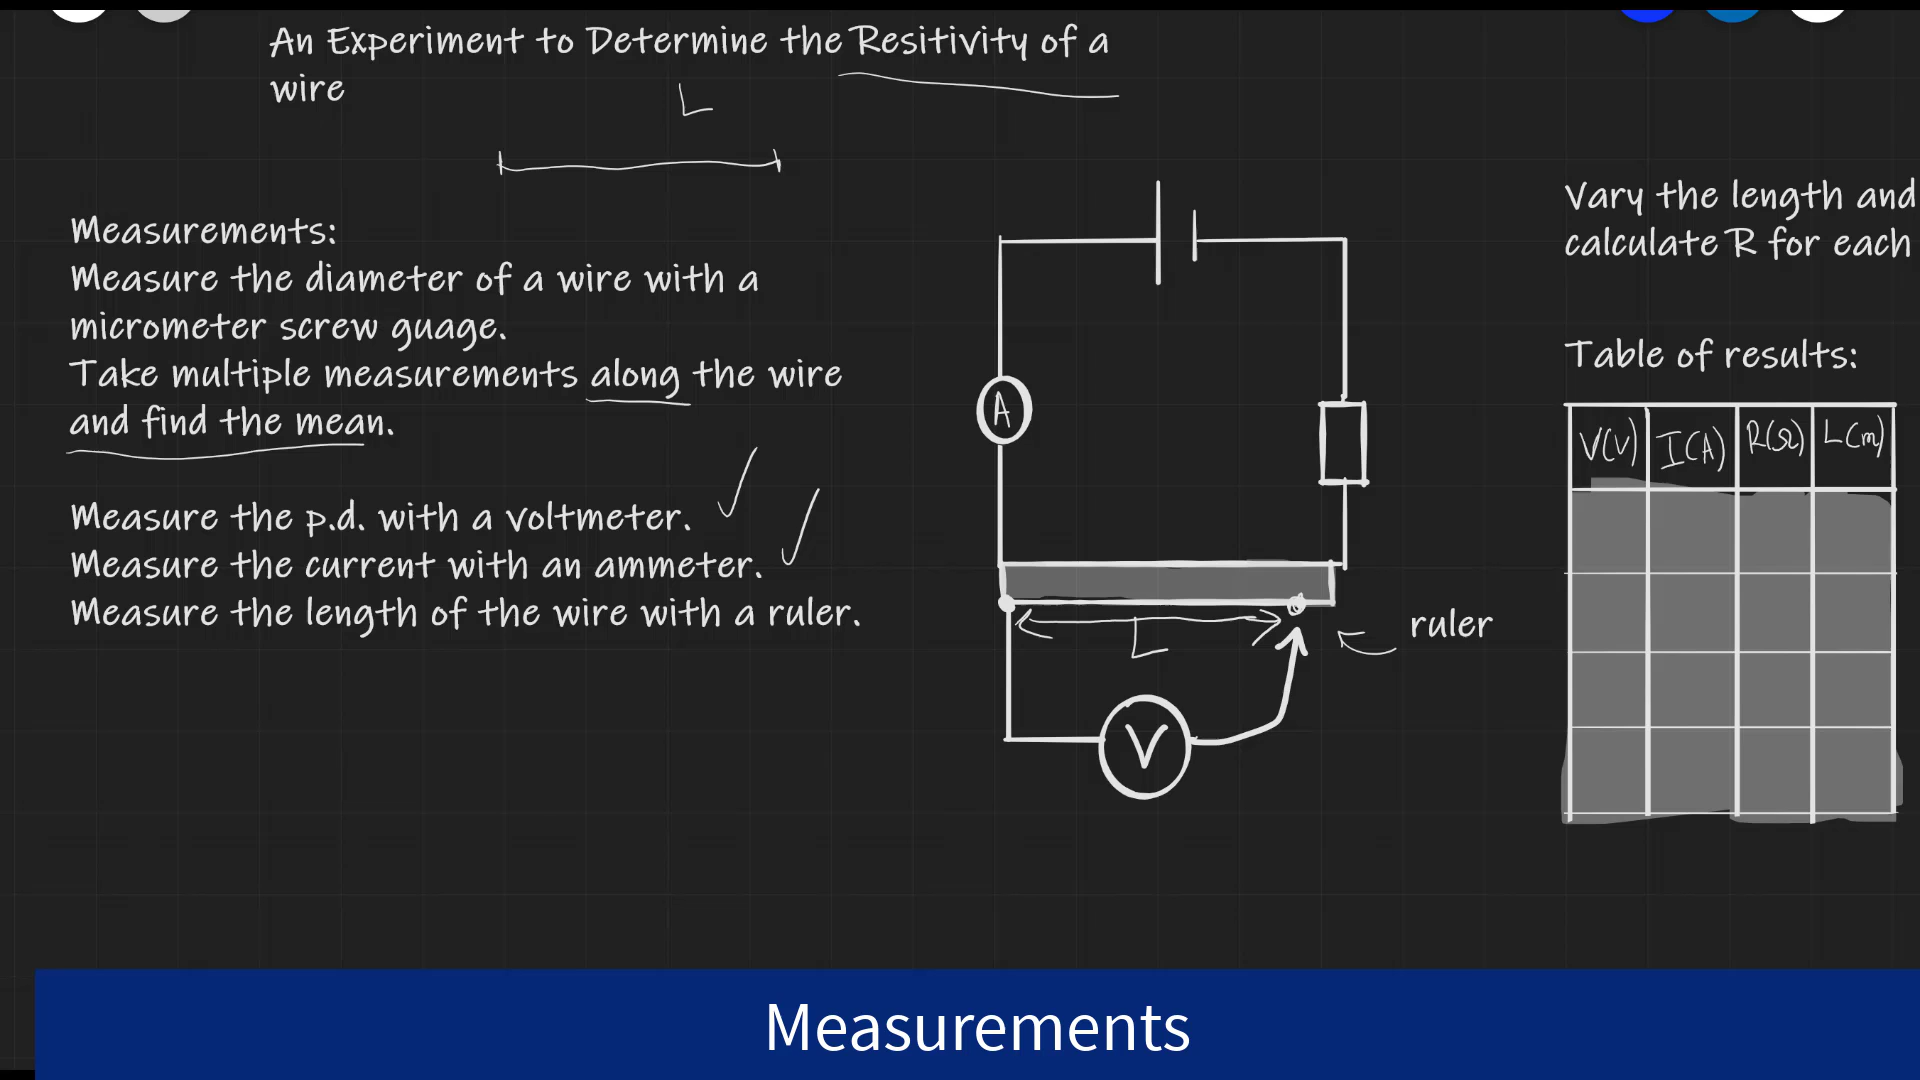 An Experiment to Determine the Resitivity of a
wire
L
Measurements:
Measure the diameter of a wire with a
micrometer screw guage.
Take multiple measurements along the wire
and find the mean.
Measure the p.d. with a voltmeter.
Measure the current with an ammeter.
Measure the length of the wire with a ruler.
A
L
ruler
V
Vary the length and
calculate R for each
Table of results:
V(V) I(A) R(Ω) L(m)
Measurements